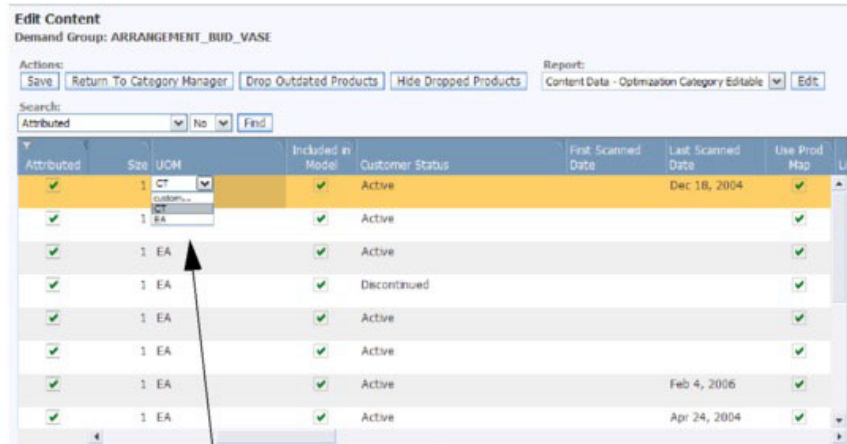 Edit Content
Demand Group: ARRANGEMENT_BUD_VASE
Actions:
Save Return To Category Manager Drop Outdated Products Hide Dropped Products
Report:
Content Data - Optimization Category Editable Edit
Search:
Attributed No Find
Attributed Size UOM Included in Model Customer Status First Scanned Date Last Scanned Date Use Prod Map
1 CT Active Dec 18, 2004
custom...
CT
EA
1 Active
1 EA Active
1 EA Discontinued
1 EA Active
1 EA Active
1 EA Active Feb 4, 2006
1 EA Active Apr 24, 2004